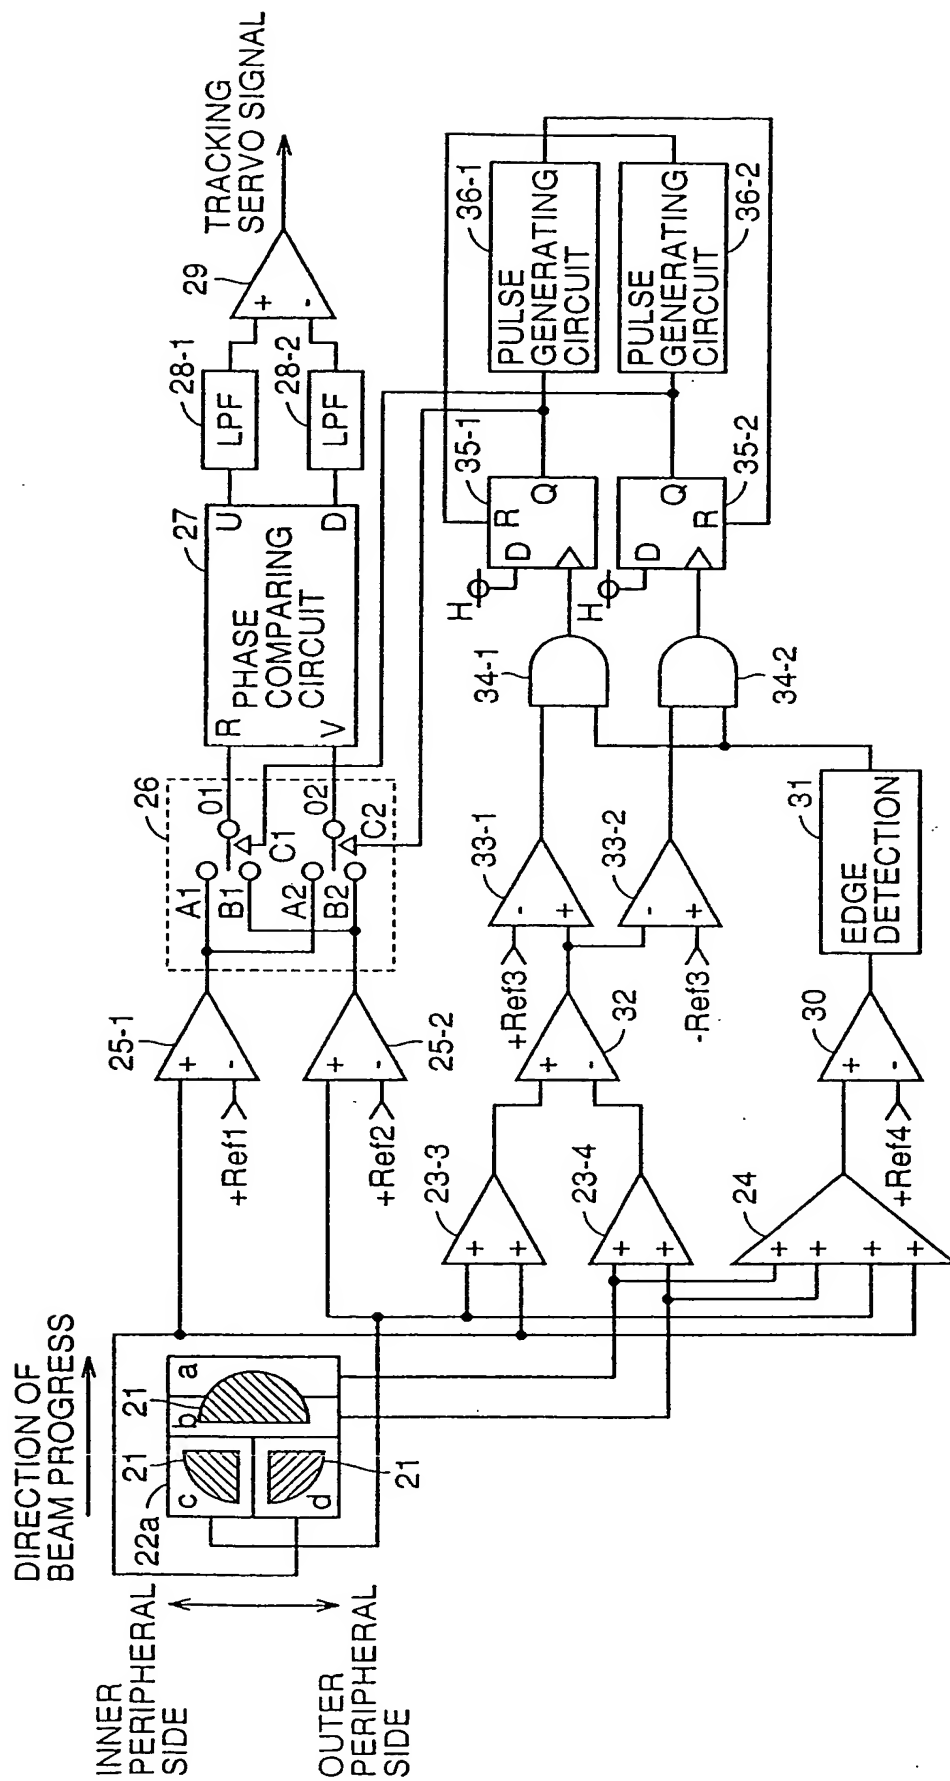 INNER
PERIPHERAL
SIDE
OUTER
PERIPHERAL
SIDE
DIRECTION OF
BEAM PROGRESS
22a
21
21
21
a
b
c
d
25-1
+
-
+Ref1
25-2
+
-
+Ref2
26
A1
B1
C1
A2
B2
C2
01
02
27
R
V
PHASE
COMPARING
CIRCUIT
U
D
28-1
LPF
28-2
LPF
29
+
-
TRACKING
SERVO SIGNAL
23-3
+
+
23-4
+
+
24
+
+
+
+
32
+
-
33-1
-
+
+Ref3
33-2
-
+
-Ref3
34-1
34-2
H
D
R
Q
35-1
H
D
R
Q
35-2
PULSE
GENERATING
CIRCUIT
36-1
PULSE
GENERATING
CIRCUIT
36-2
30
+
-
+Ref4
EDGE
DETECTION
31